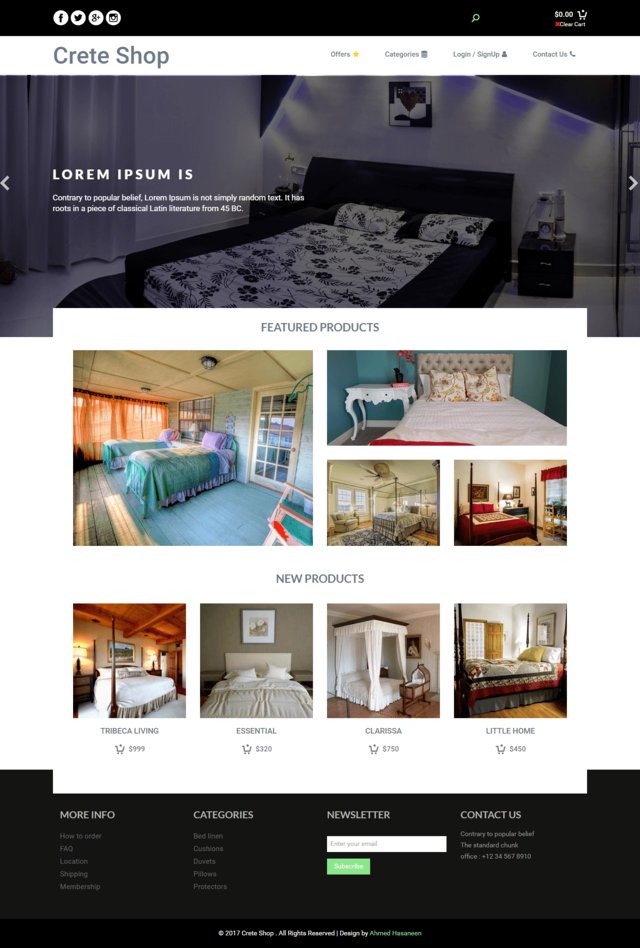 $0.00
Clear Cart
Crete Shop
Offers
Categories
Login / SignUp
Contact Us
LOREM IPSUM IS
Contrary to popular belief, Lorem Ipsum is not simply random text. It has
roots in a piece of classical Latin literature from 45 BC.
FEATURED PRODUCTS
NEW PRODUCTS
TRIBECA LIVING
$999
ESSENTIAL
$320
CLARISSA
$750
LITTLE HOME
$450
MORE INFO
How to order
FAQ
Location
Shipping
Membership
CATEGORIES
Bed linen
Cushions
Duvets
Pillows
Protectors
NEWSLETTER
Enter your email
Subscribe
CONTACT US
Contrary to popular belief
The standard chunk
office : +12 34 567 8910
© 2017 Crete Shop . All Rights Reserved | Design by Ahmed Hasaneen